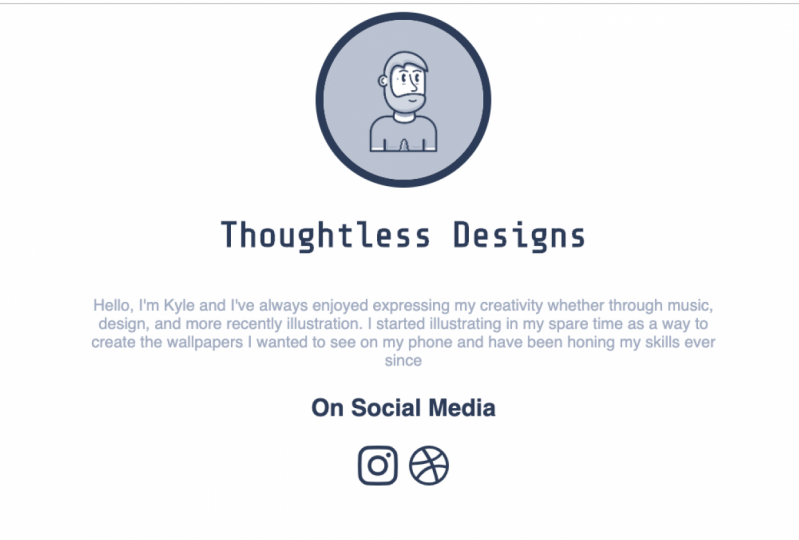 Thoughtless Designs
Hello, I'm Kyle and I've always enjoyed expressing my creativity whether through music,
design, and more recently illustration. I started illustrating in my spare time as a way to
create the wallpapers I wanted to see on my phone and have been honing my skills ever
since
On Social Media